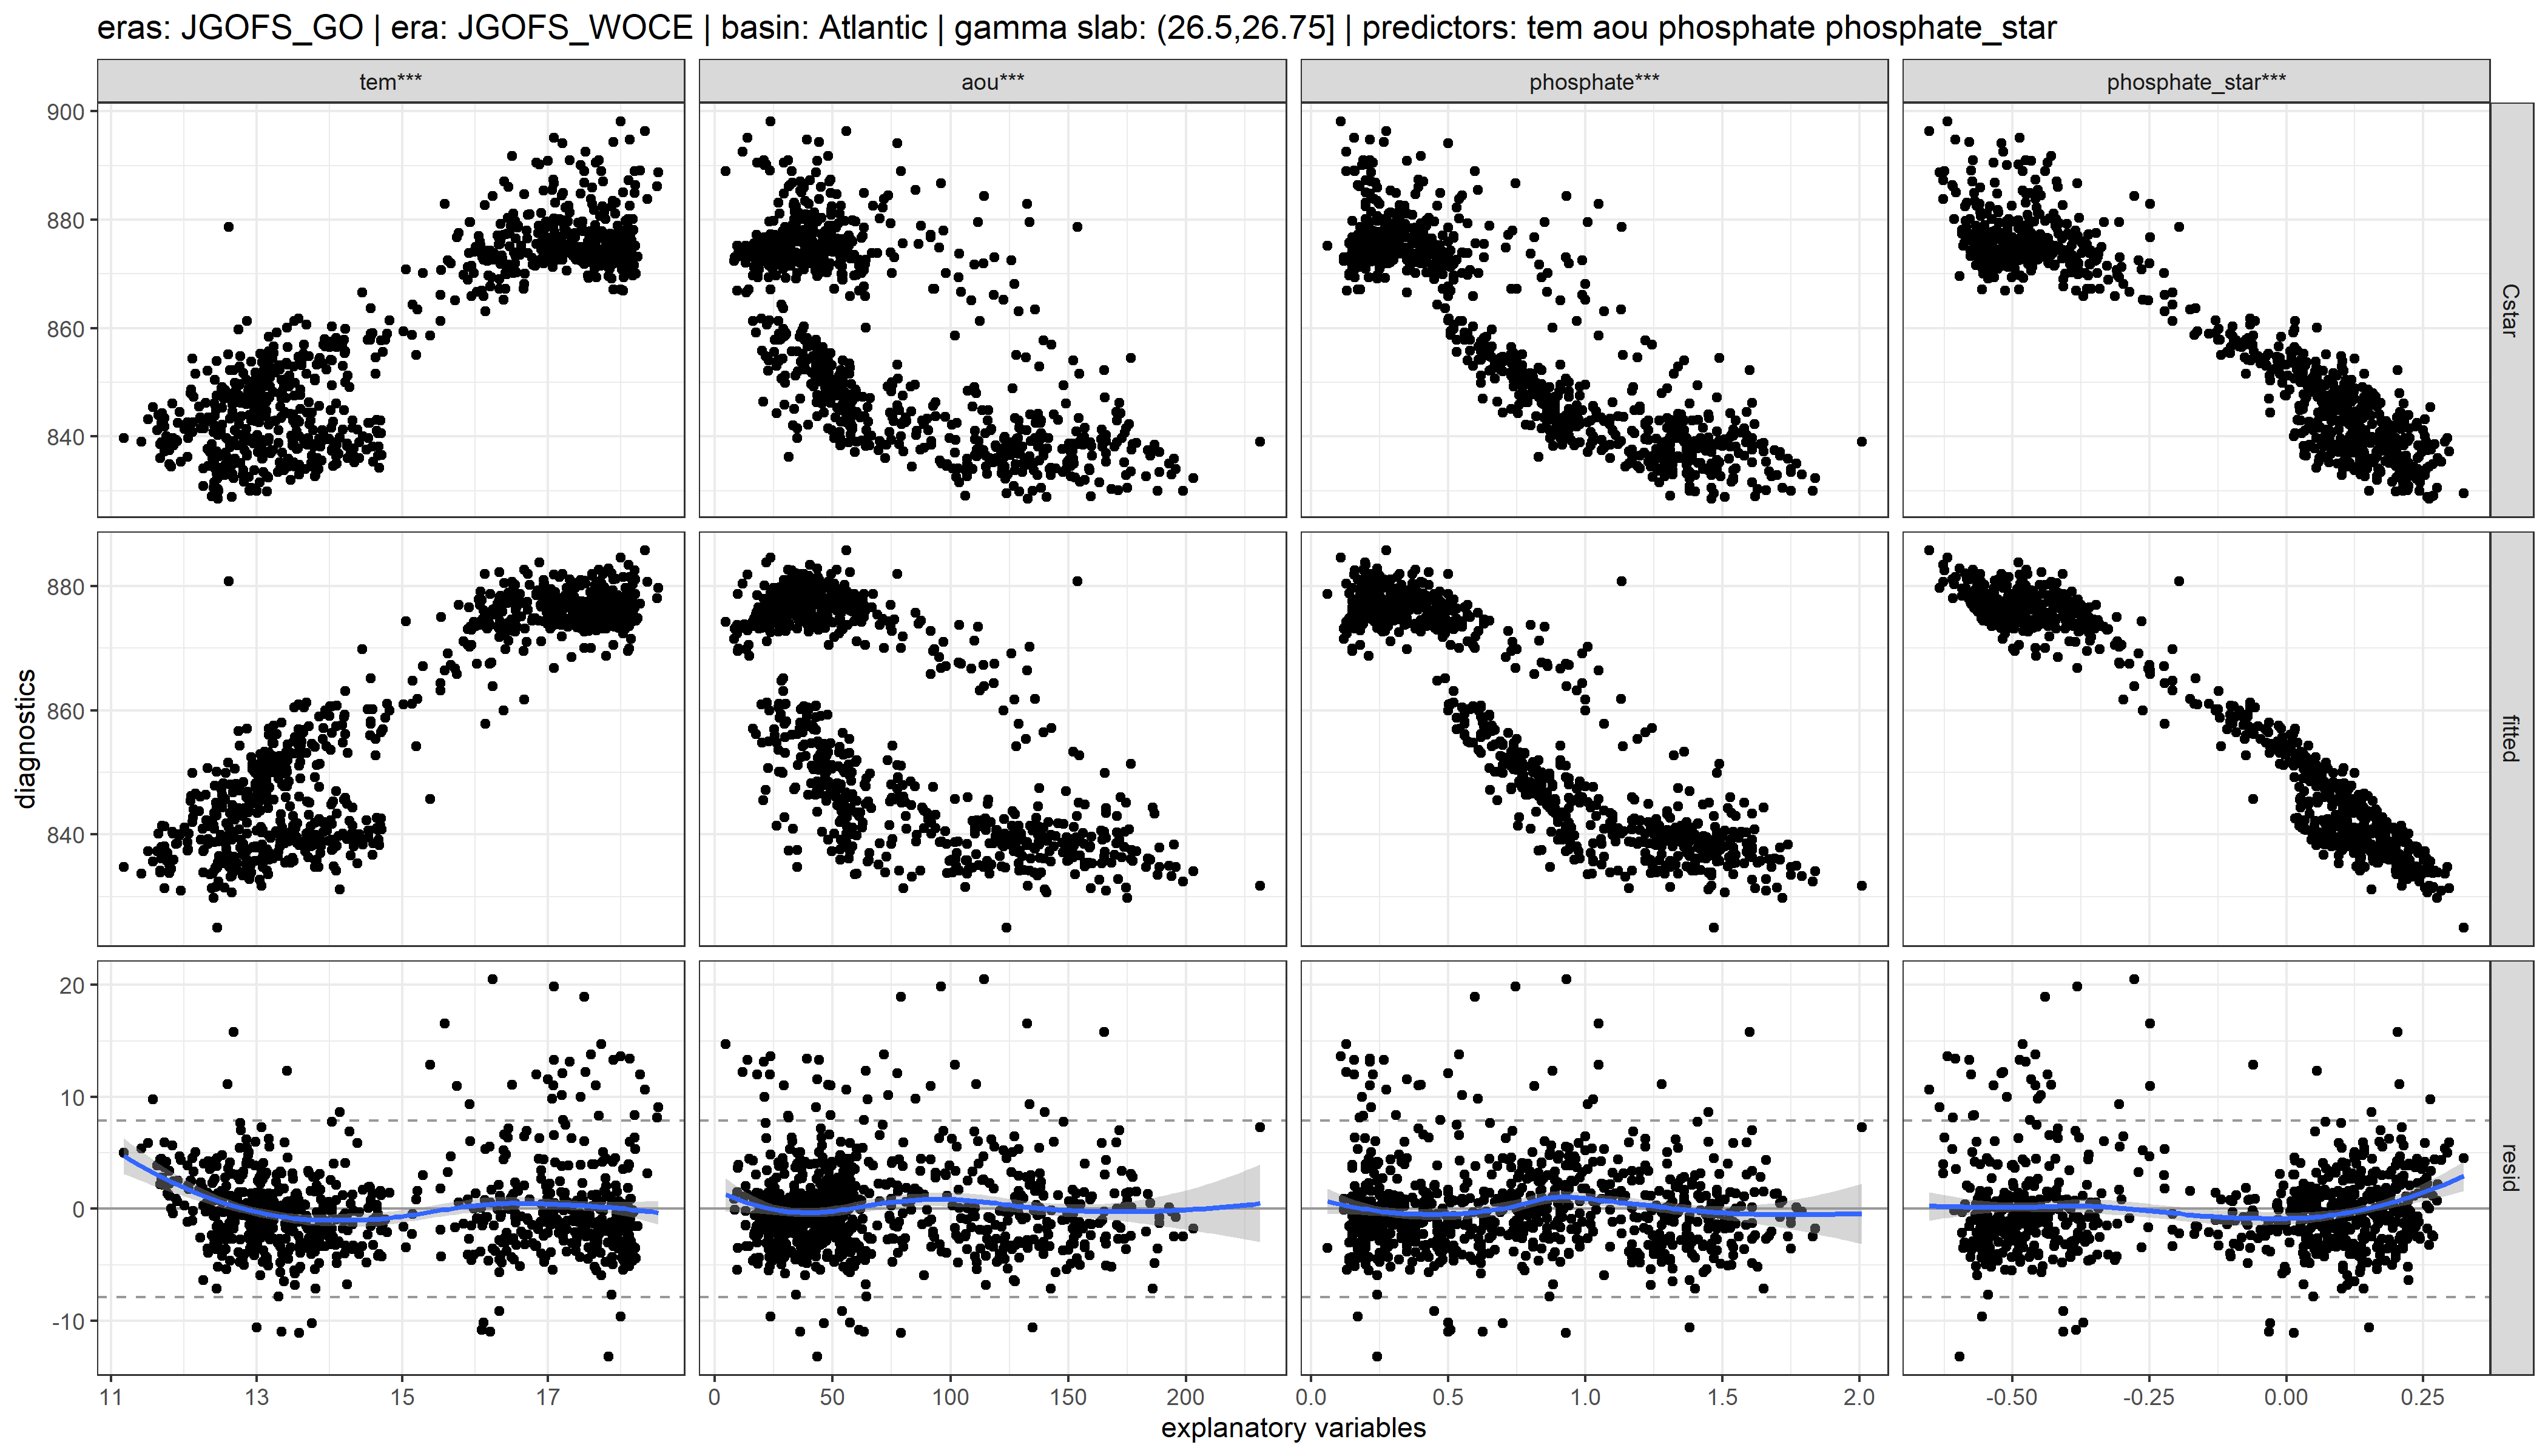 eras: JGOFS_GO | era: JGOFS_WOCE | basin: Atlantic | gamma slab: (26.5,26.75] | predictors: tem aou phosphate phosphate_star
tem***
aou***
phosphate***
phosphate_star***
900
880
860
840
Cstar
880
860
840
fitted
diagnostics
20
10
0
-10
resid
11
13
15
17
0
50
100
150
200
0.0
0.5
1.0
1.5
2.0
-0.50
-0.25
0.00
0.25
explanatory variables